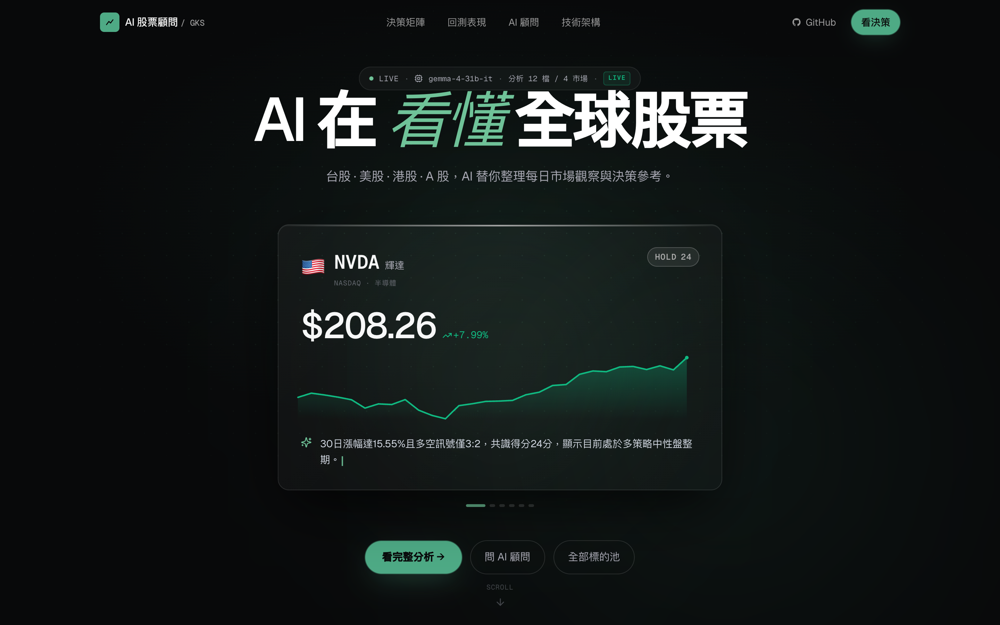 AI 股票顧問 / GKS
決策矩陣 回測表現 AI 顧問 技術架構
GitHub 看決策
LIVE · gemma-4-31b-it · 分析 12 檔 / 4 市場 · LIVE
AI 在 看懂 全球股票
台股 · 美股 · 港股 · A 股，AI 替你整理每日市場觀察與決策參考。
NVDA 輝達
HOLD 24
NASDAQ · 半導體
$208.26 +7.99%
30日漲幅達15.55%且多空訊號僅3:2，共識得分24分，顯示目前處於多策略中性盤整
期。
看完整分析 → 問 AI 顧問 全部標的池
SCROLL